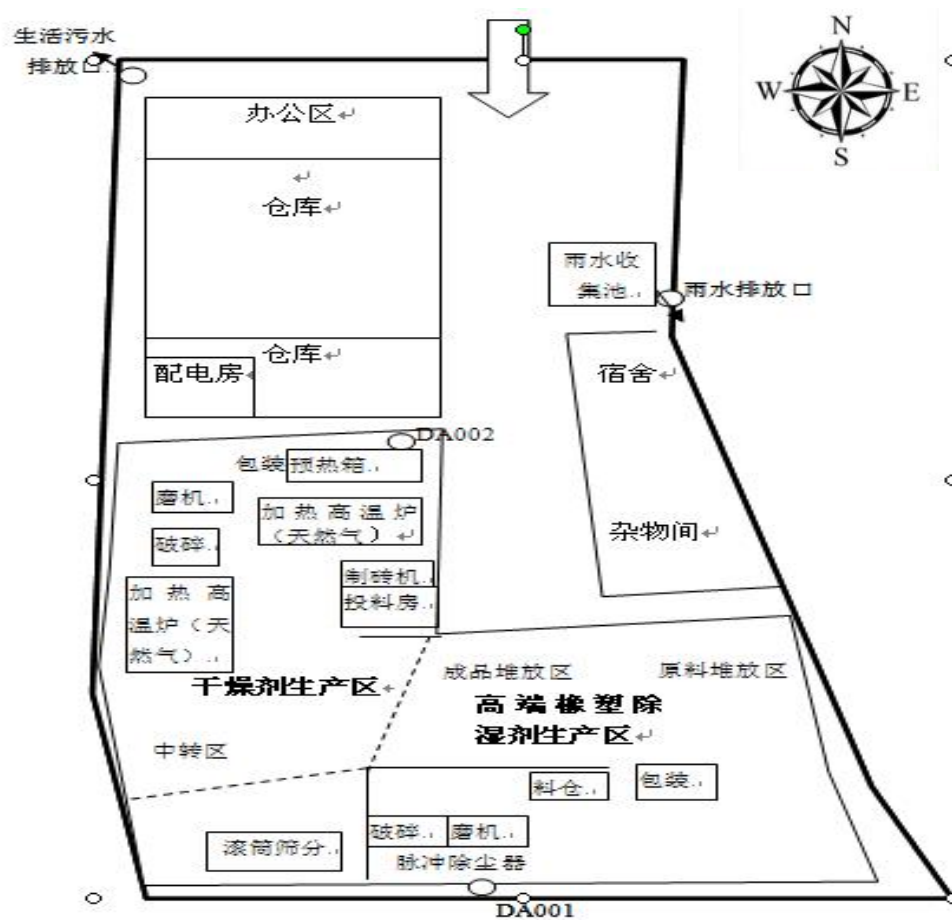 生活污水
排放口
N
W
E
S
办公区
仓库
雨水收
集池
雨水排放口
仓库
配电房
宿舍
DA002
包装
预热箱
磨机
加热高温炉
（天然气）
破碎
杂物间
制砖机
投料房
加热高
温炉（天
然气）
成品堆放区
原料堆放区
干燥剂生产区
高端橡塑除
湿剂生产区
中转区
料仓
包装
破碎
磨机
滚筒筛分
脉冲除尘器
DA001